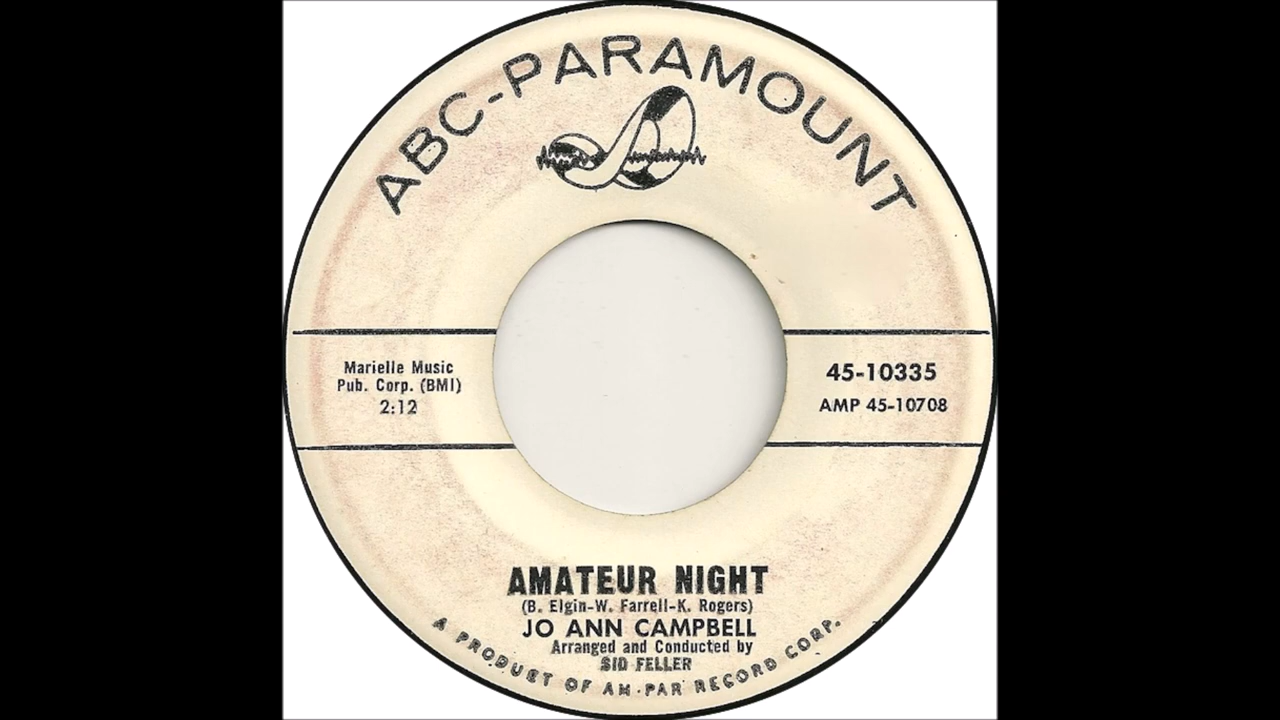 ABC-PARAMOUNT
Marielle Music
Pub. Corp. (BMI)
2:12
45-10335
AMP 45-10708
AMATEUR NIGHT
(B. Elgin-W. Farrell-K. Rogers)
JO ANN CAMPBELL
Arranged and Conducted by
SID FELLER
A PRODUCT OF AM-PAR RECORD CORP.